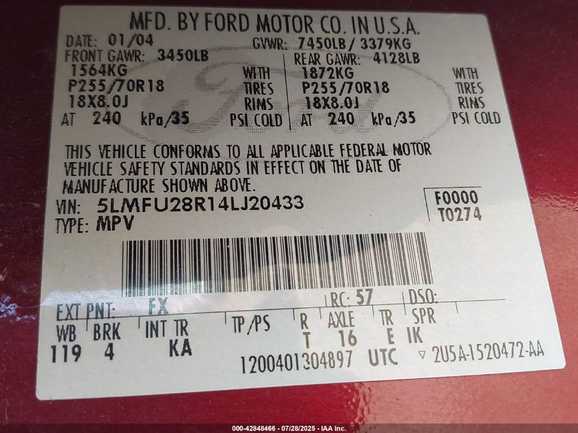 MFD. BY FORD MOTOR CO. IN U.S.A.
DATE: 01/04 GVWR: 7450LB / 3379KG
FRONT GAWR: 3450LB REAR GAWR: 4128LB
1564KG WITH 1872KG WITH
P255/70R18 TIRES P255/70R18 TIRES
18X8.0J RIMS 18X8.0J RIMS
AT 240 kPa/35 PSI COLD AT 240 kPa/35 PSI COLD
THIS VEHICLE CONFORMS TO ALL APPLICABLE FEDERAL MOTOR
VEHICLE SAFETY STANDARDS IN EFFECT ON THE DATE OF
MANUFACTURE SHOWN ABOVE.
VIN: 5LMFU28R14LJ20433 F0000
TYPE: MPV T0274
EXT PNT: FX RC: 57 DSO:
WB BRK INT TR TP/PS R AXLE TR SPR
119 4 KA T 16 E IK
1200401304897 UTC ▽ 2U5A-1520472-AA
000-42848466 - 07/28/2025 - IAA Inc.